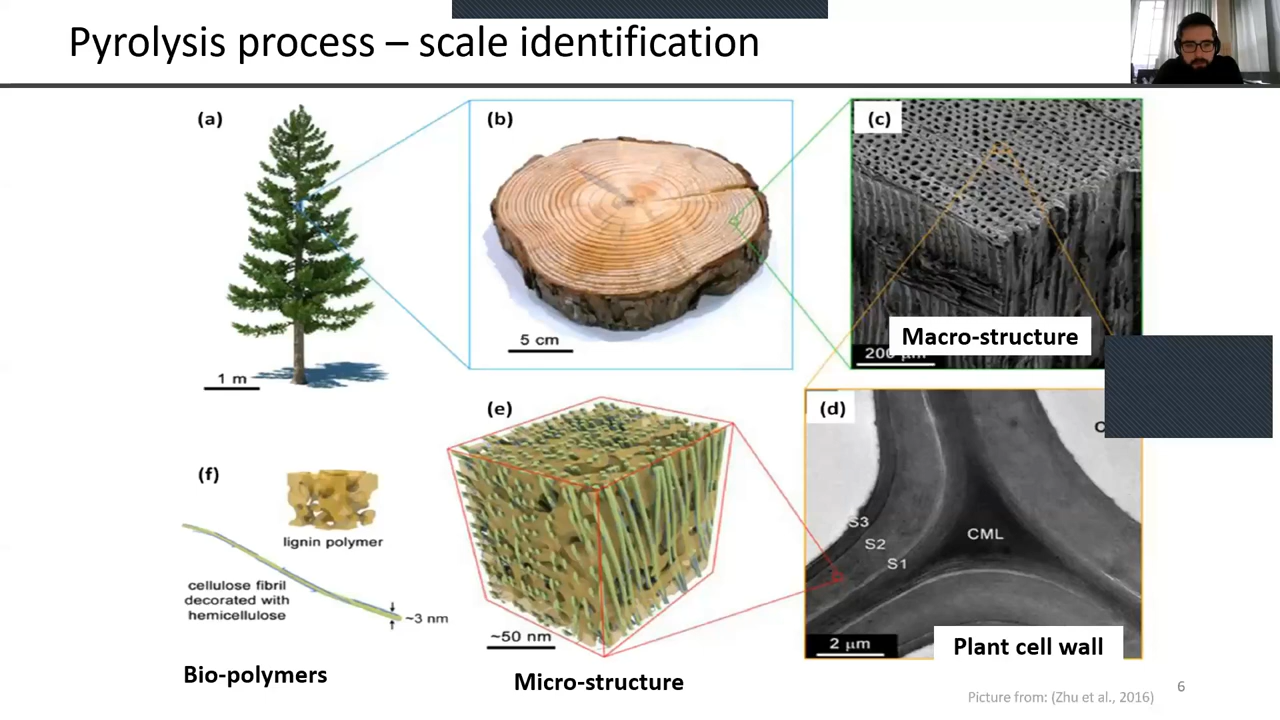 Pyrolysis process – scale identification
(a)
1 m
(b)
5 cm
(c)
Macro-structure
200 μm
(d)
S3
S2
S1
CML
2 μm
Plant cell wall
(e)
~50 nm
Micro-structure
(f)
lignin polymer
cellulose fibril
decorated with
hemicellulose
~3 nm
Bio-polymers
Picture from: (Zhu et al., 2016)
6